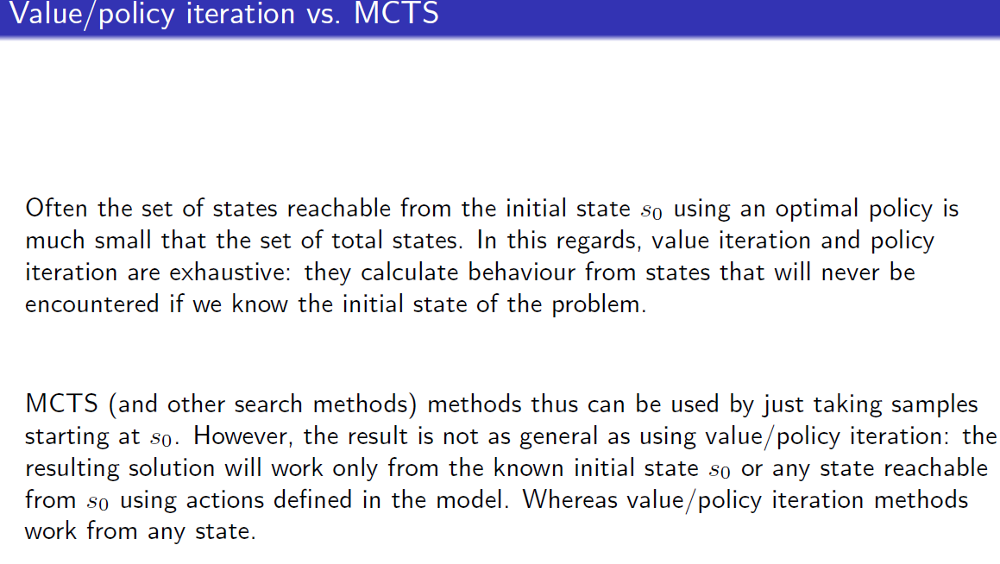 Value/policy iteration vs. MCTS
Often the set of states reachable from the initial state s0 using an optimal policy is
much small that the set of total states. In this regards, value iteration and policy
iteration are exhaustive: they calculate behaviour from states that will never be
encountered if we know the initial state of the problem.
MCTS (and other search methods) methods thus can be used by just taking samples
starting at s0. However, the result is not as general as using value/policy iteration: the
resulting solution will work only from the known initial state s0 or any state reachable
from s0 using actions defined in the model. Whereas value/policy iteration methods
work from any state.